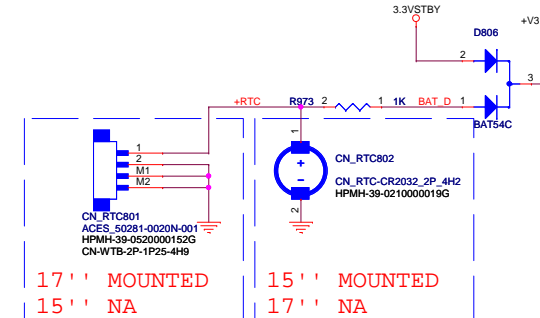 3.3VSTBY
+V3
D806
2
3
+RTC R973 2 1 1K BAT_D 1
BAT54C
1
2
M1
M2
1
+
−
2
CN_RTC802
CN_RTC-CR2032_2P_4H2
HPMH-39-0210000019G
CN_RTC801
ACES_50281-0020N-001
HPMH-39-0520000152G
CN-WTB-2P-1P25-4H9
17'' MOUNTED
15'' NA
15'' MOUNTED
17'' NA